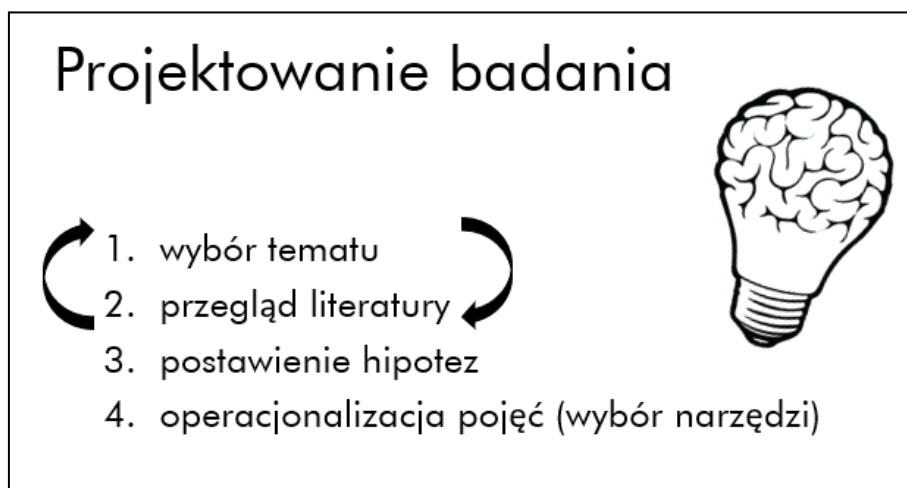 Projektowanie badania
1. wybór tematu
2. przegląd literatury
3. postawienie hipotez
4. operacjonalizacja pojęć (wybór narzędzi)